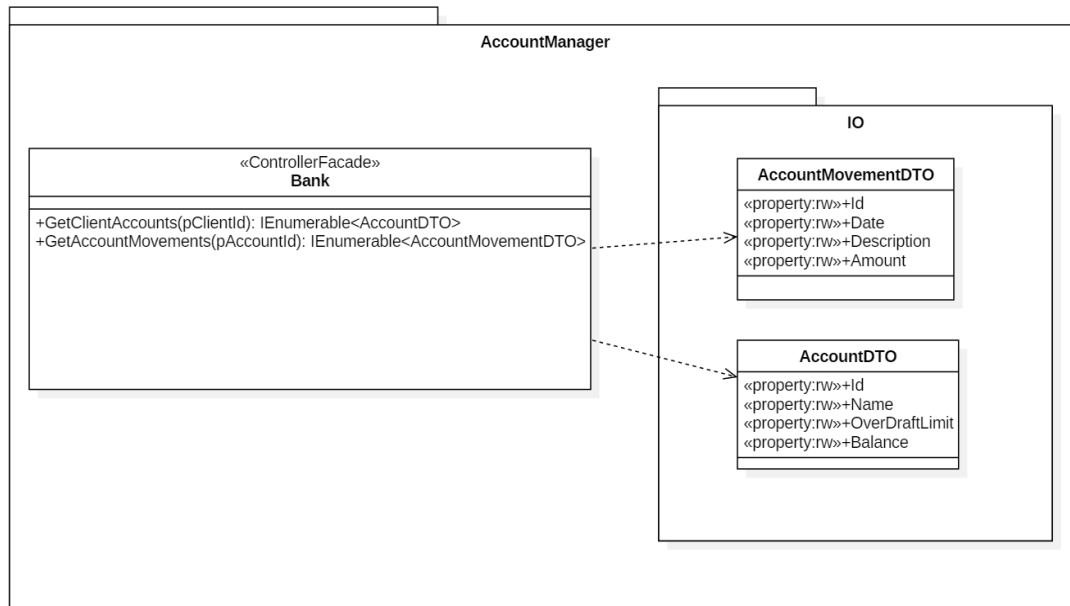 AccountManager
«ControllerFacade»
Bank
+GetClientAccounts(pClientId): IEnumerable<AccountDTO>
+GetAccountMovements(pAccountId): IEnumerable<AccountMovementDTO>
IO
AccountMovementDTO
«property:rw»+Id
«property:rw»+Date
«property:rw»+Description
«property:rw»+Amount
AccountDTO
«property:rw»+Id
«property:rw»+Name
«property:rw»+OverDraftLimit
«property:rw»+Balance